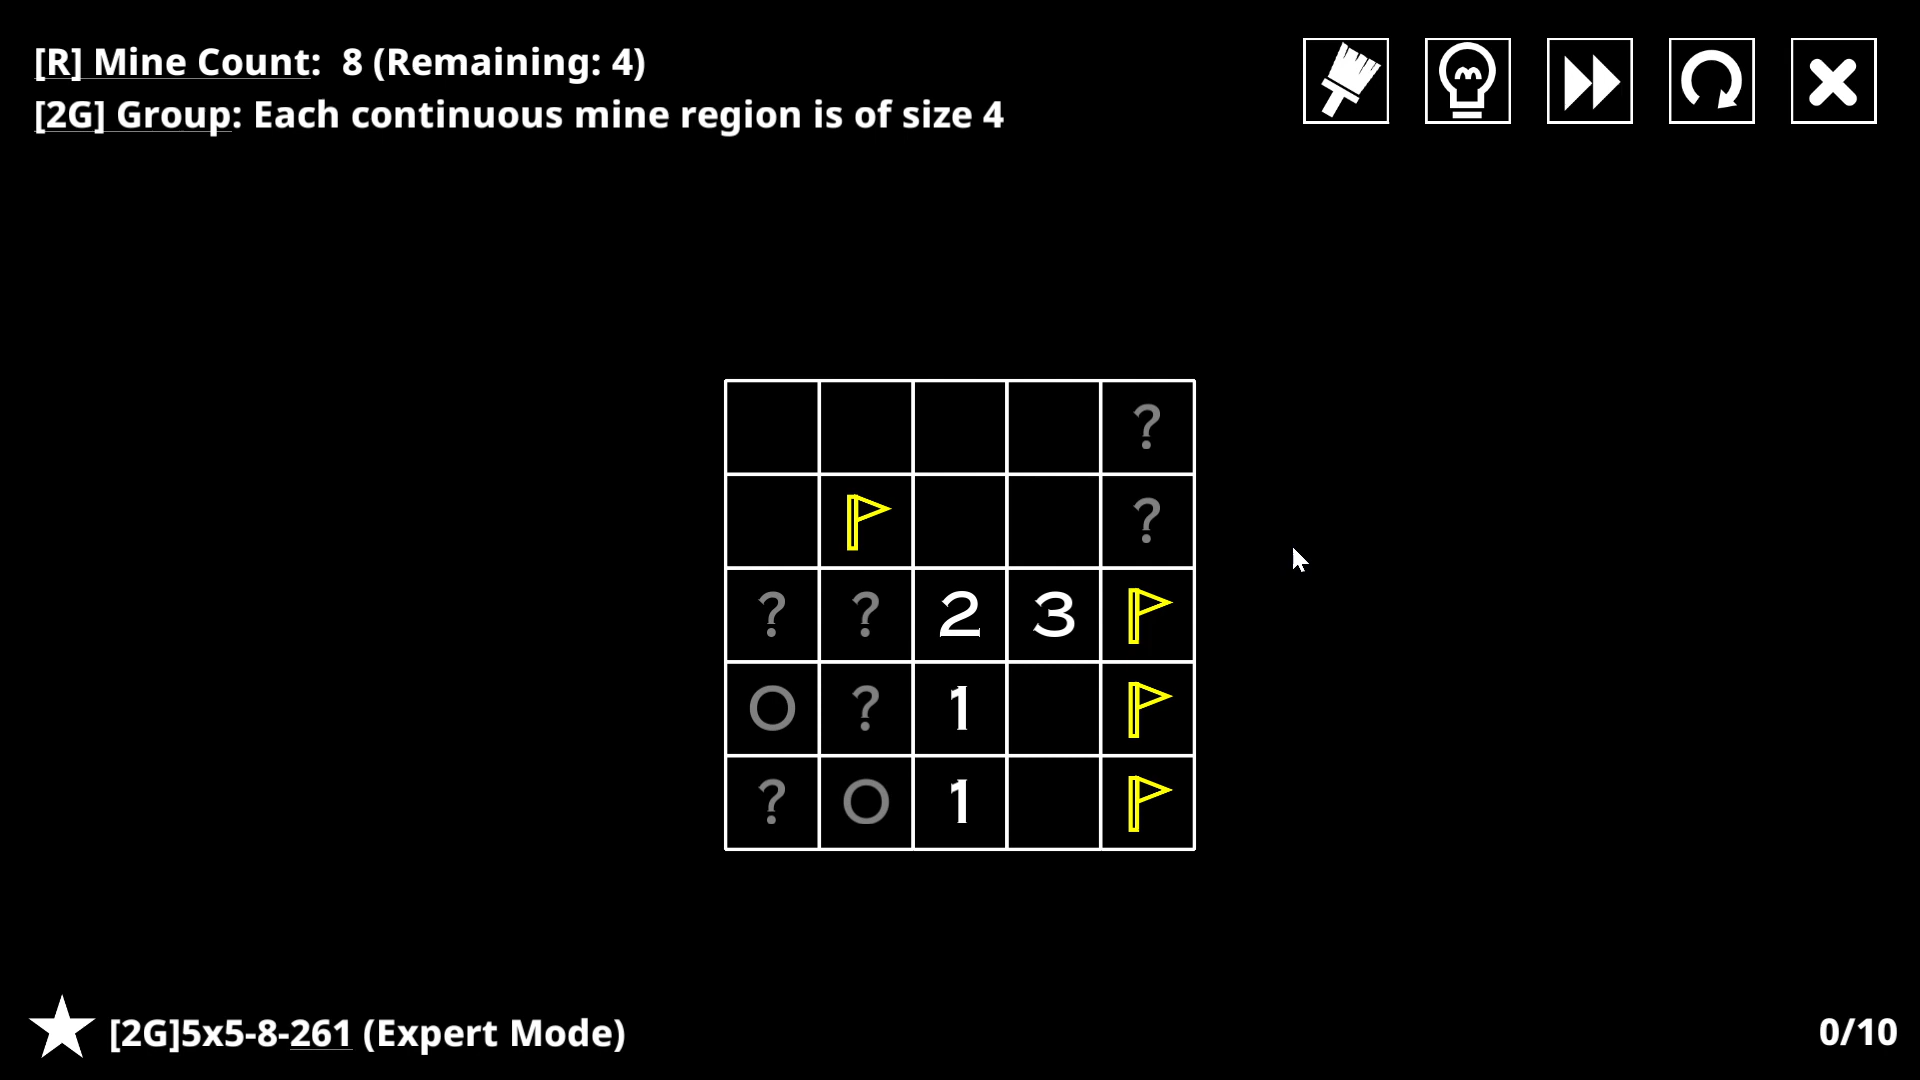 [R] Mine Count: 8 (Remaining: 4)
[2G] Group: Each continuous mine region is of size 4
?
?
? ? 2 3
? 1
? 1
[2G]5x5-8-261 (Expert Mode)
0/10